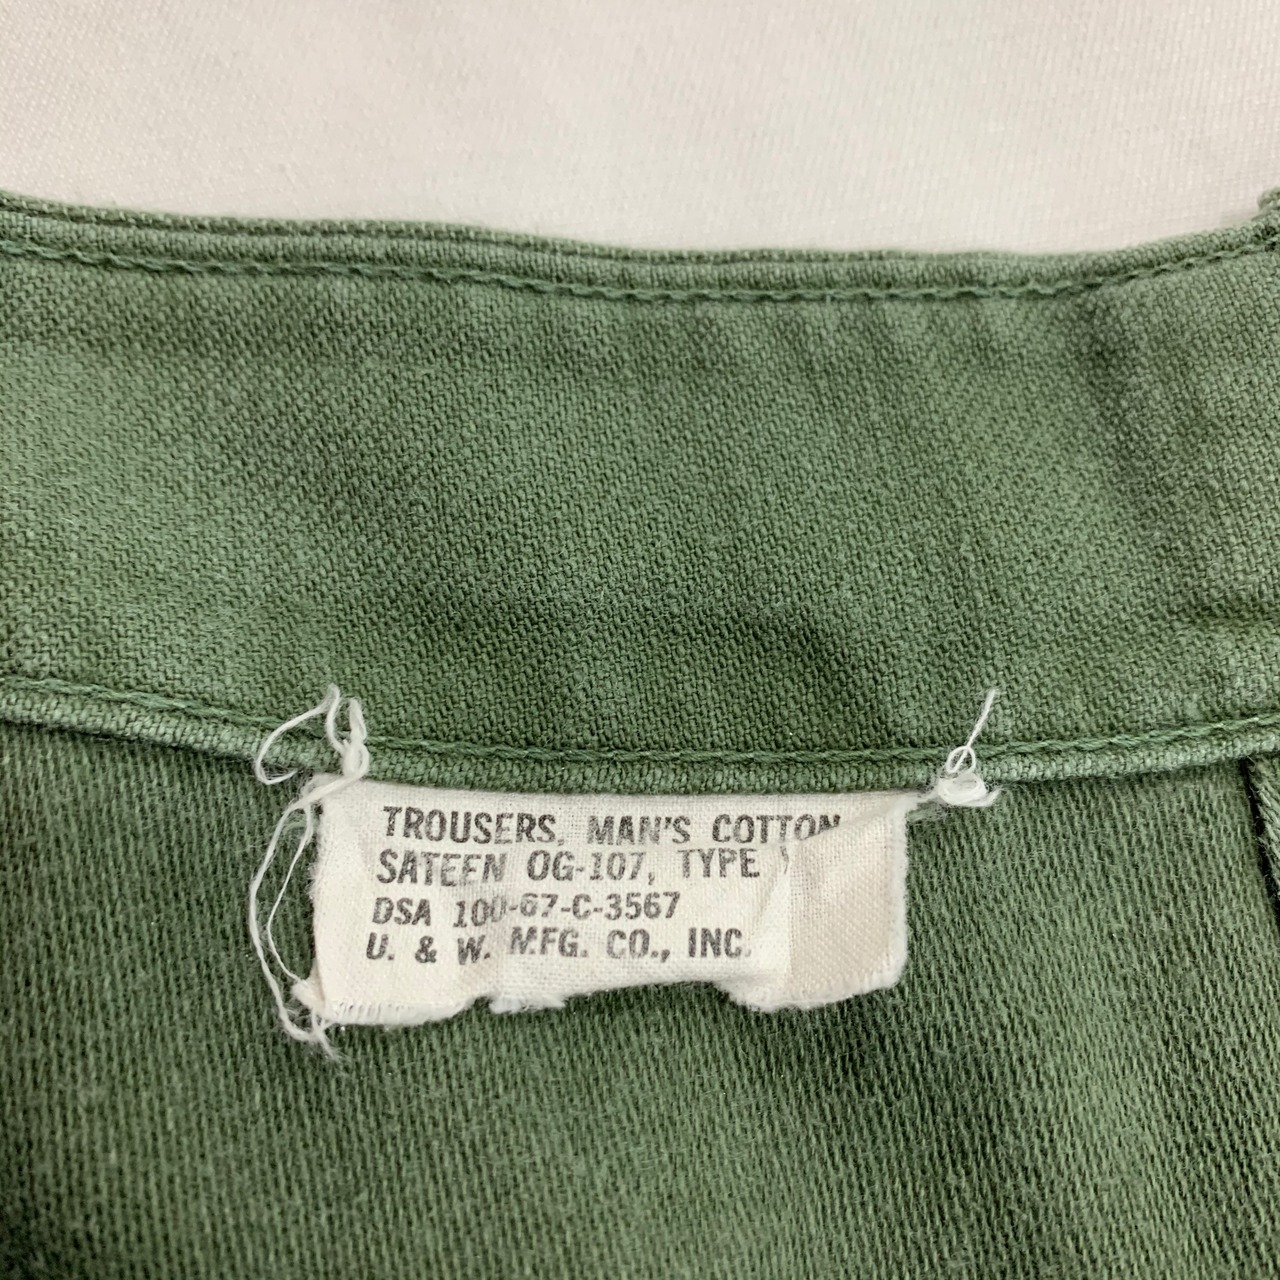 TROUSERS, MAN'S COTTON
SATEEN OG-107, TYPE
DSA 100-67-C-3567
U. & W. MFG. CO., INC.